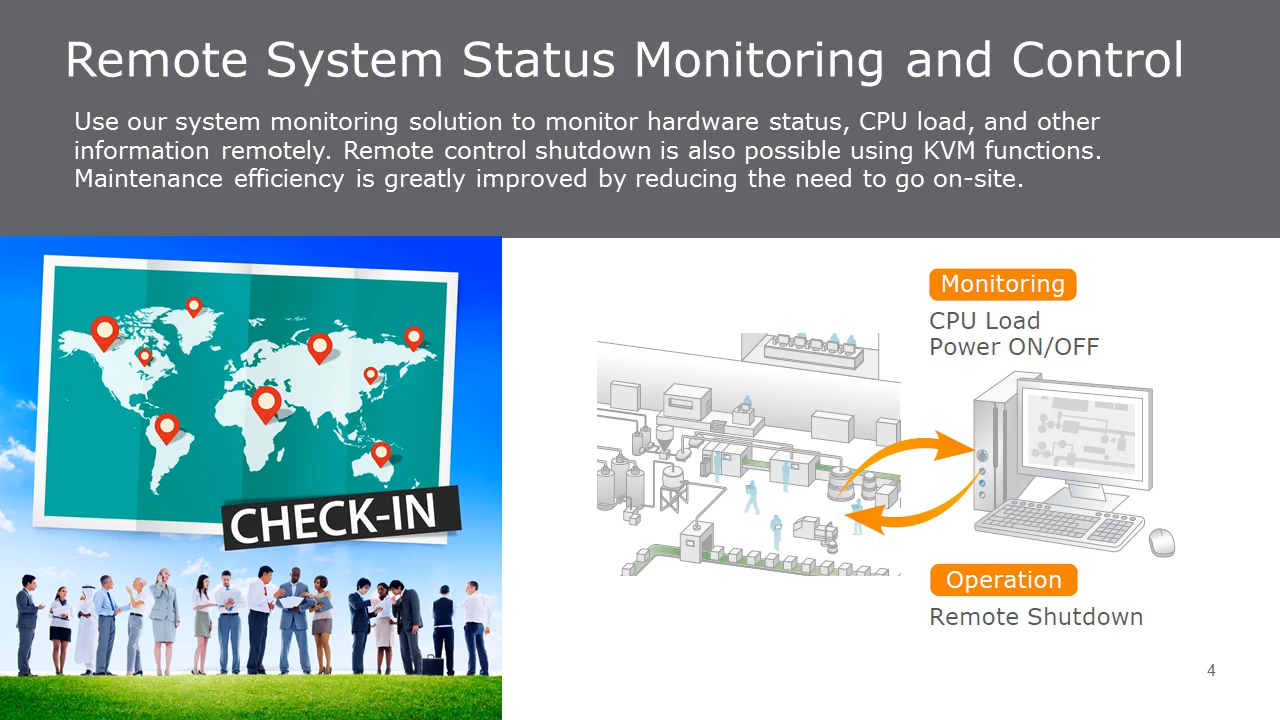 Remote System Status Monitoring and Control
Use our system monitoring solution to monitor hardware status, CPU load, and other
information remotely. Remote control shutdown is also possible using KVM functions.
Maintenance efficiency is greatly improved by reducing the need to go on-site.
CHECK-IN
Monitoring
CPU Load
Power ON/OFF
Operation
Remote Shutdown
4